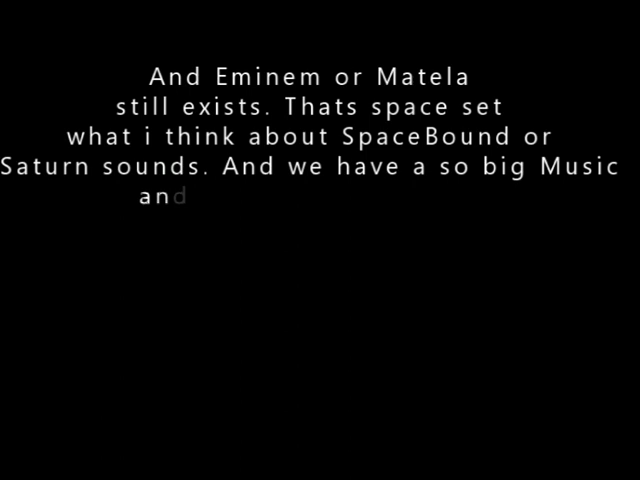 And Eminem or Matela
still exists. Thats space set
what i think about SpaceBound or
Saturn sounds. And we have a so big Music
and